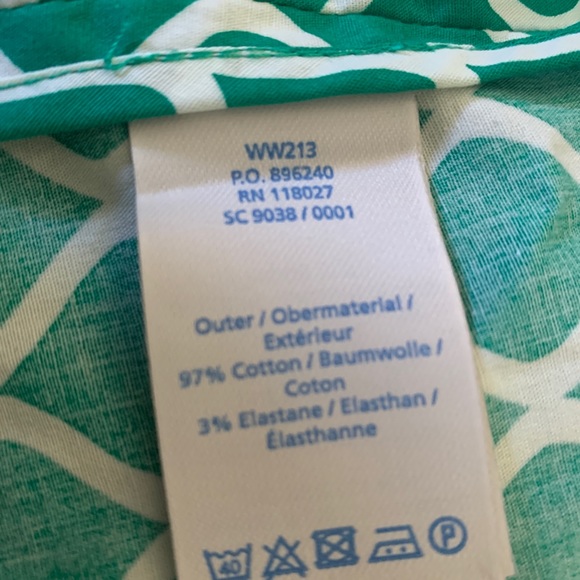 WW213
P.O. 896240
RN 118027
SC 9038 / 0001
Outer / Obermaterial /
Extérieur
97% Cotton / Baumwolle /
Coton
3% Elastane / Elasthan /
Élasthanne
40 P